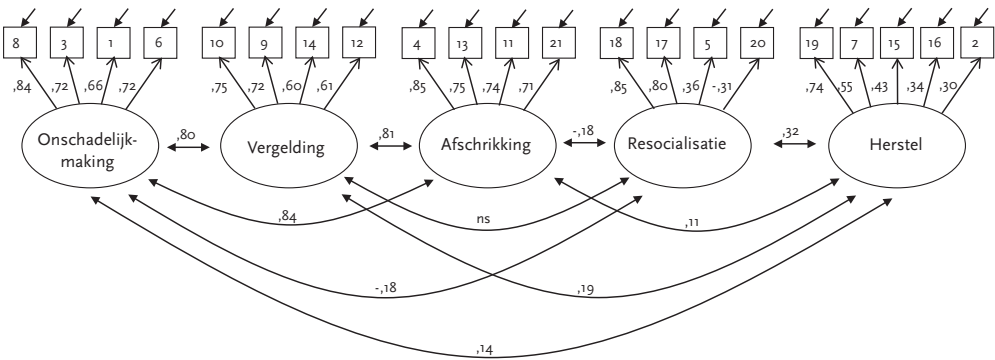 8 3 1 6 10 9 14 12 4 13 11 21 18 17 5 20 19 7 15 16 2
,84 ,72 ,66 ,72 ,75 ,72 ,60 ,61 ,85 ,75 ,74 ,71 ,85 ,80 ,36 -,31 ,74 ,55 ,43 ,34 ,30
Onschadelijk-
making
Vergelding
Afschrikking
Resocialisatie
Herstel
,80 ,81 -,18 ,32
,84 ns ,11
-,18 ,19
,14